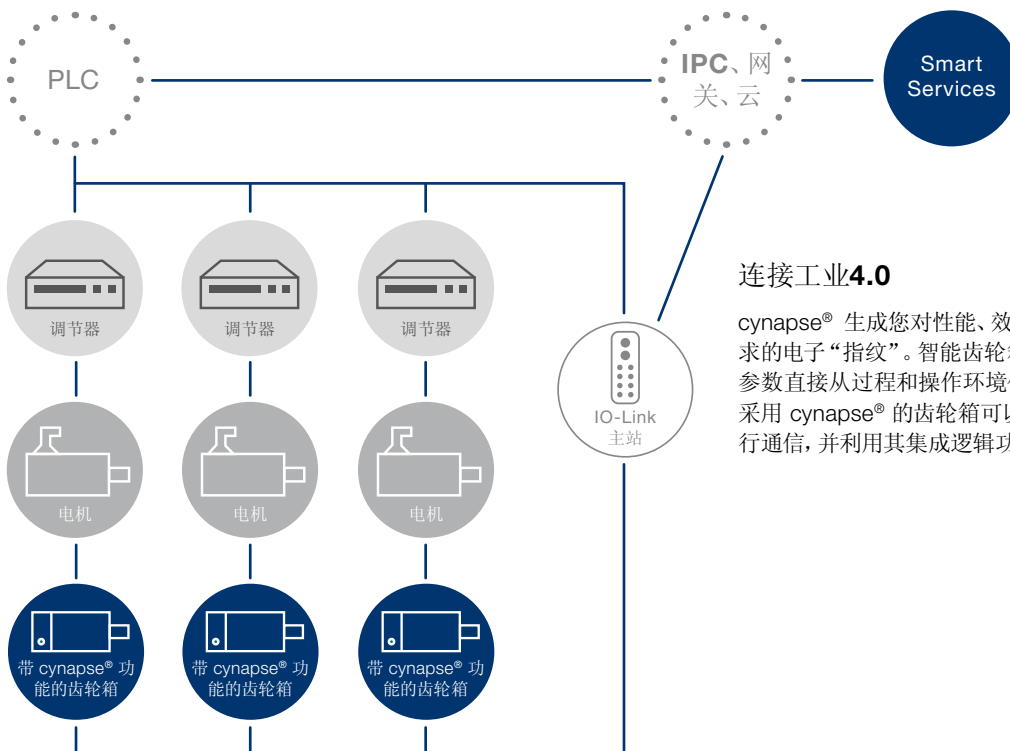 PLC
IPC、网
关、云
Smart
Services
调节器
调节器
调节器
连接工业4.0
cynapse® 生成您对性能、效
求的电子“指纹”。智能齿轮
参数直接从过程和操作环境
采用 cynapse® 的齿轮箱可
行通信，并利用其集成逻辑
IO-Link
主站
电机
电机
电机
带 cynapse® 功
能的齿轮箱
带 cynapse® 功
能的齿轮箱
带 cynapse® 功
能的齿轮箱